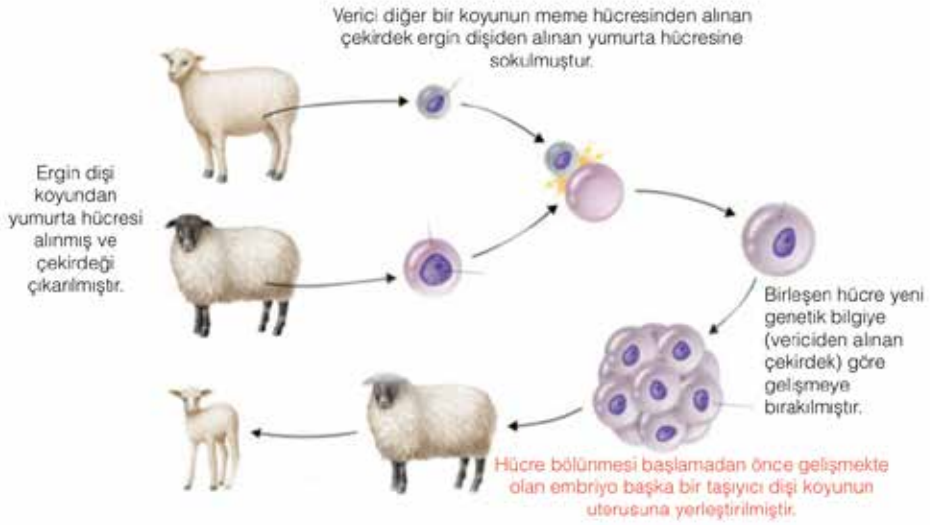 Verici diğer bir koyunun meme hücresinden alınan
çekirdek ergin dişiden alınan yumurta hücresine
sokulmuştur.
Ergin dişi
koyundan
yumurta hücresi
alınmış ve
çekirdeği
çıkarılmıştır.
Birleşen hücre yeni
genetik bilgiye
(vericiden alınan
çekirdek) göre
gelişmeye
bırakılmıştır.
Hücre bölünmesi başlamadan önce gelişmekte
olan embriyo başka bir taşıyıcı dişi koyunun
uterusuna yerleştirilmiştir.